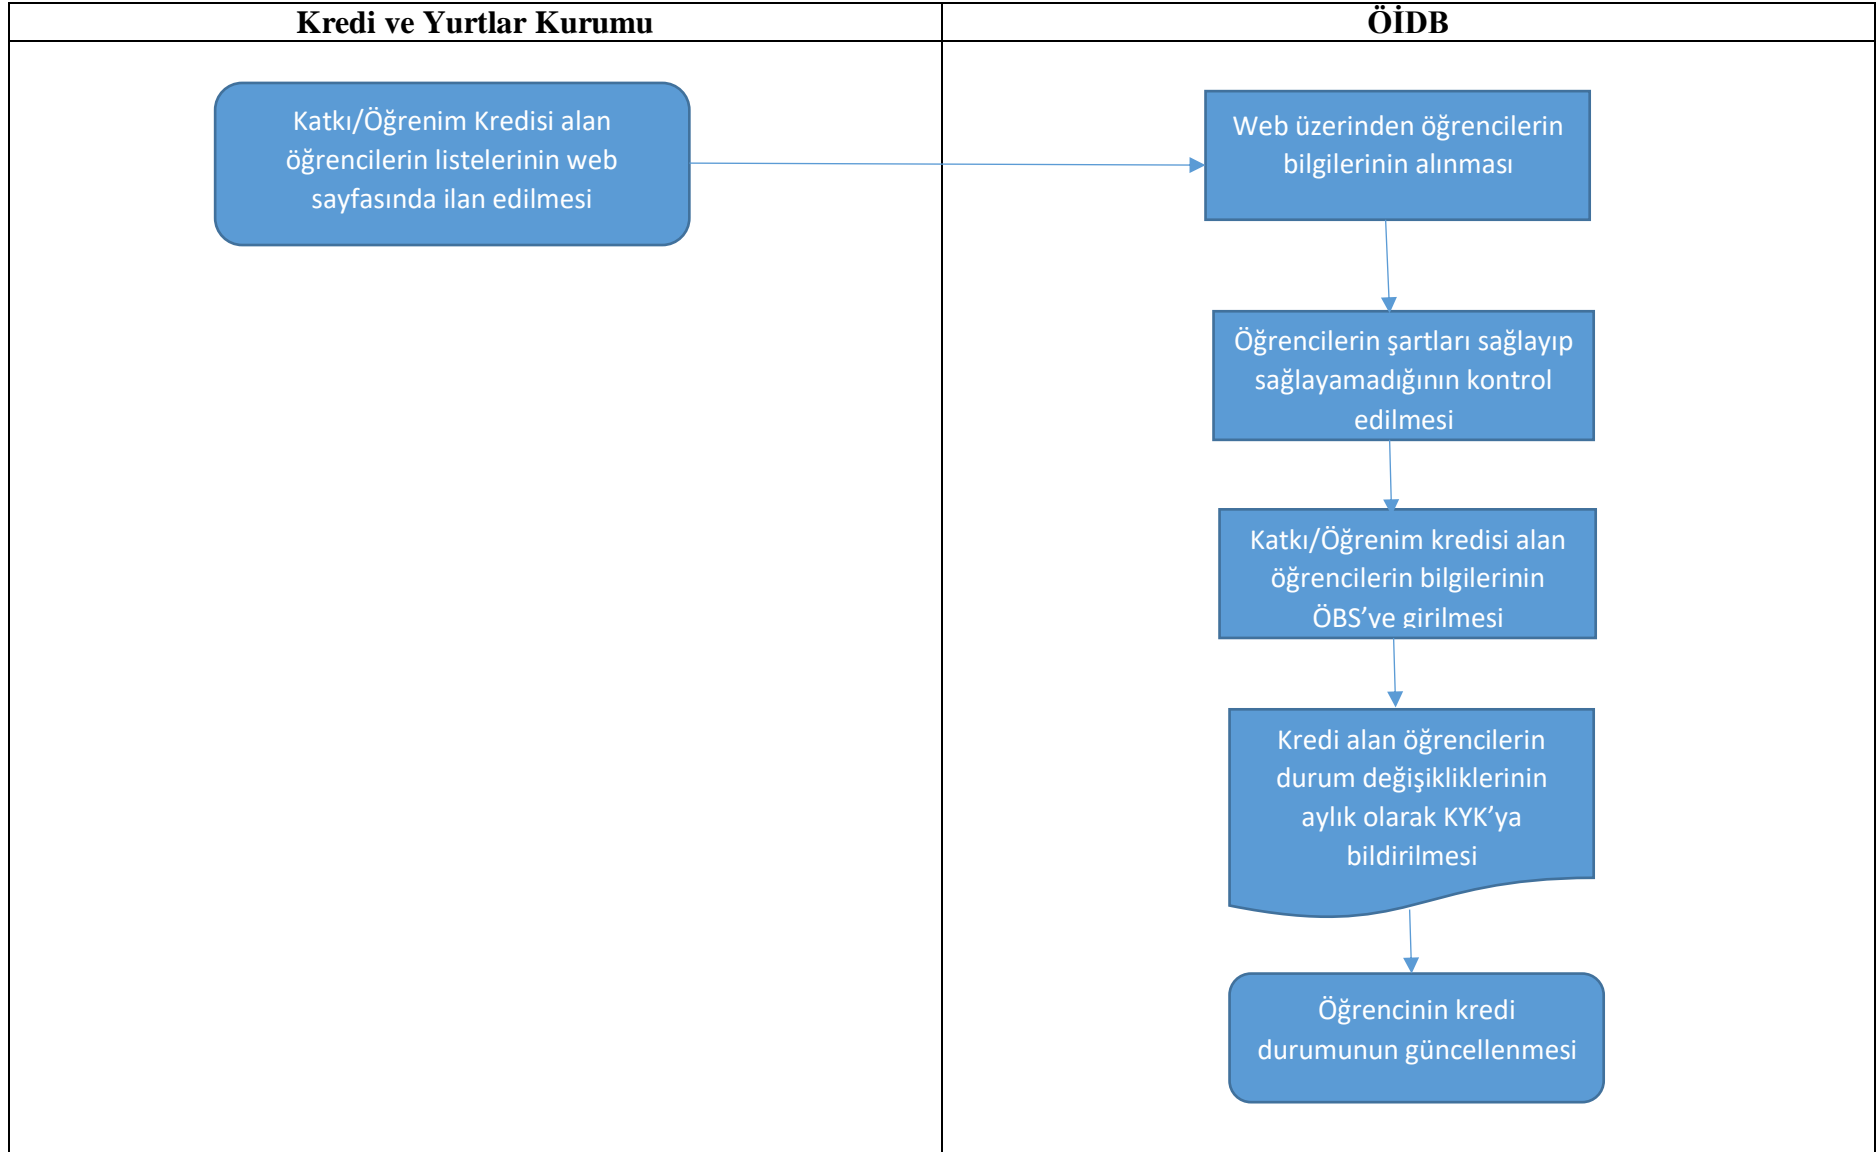 Kredi ve Yurtlar Kurumu
ÖİDB
Katkı/Öğrenim Kredisi alan
öğrencilerin listelerinin web
sayfasında ilan edilmesi
Web üzerinden öğrencilerin
bilgilerinin alınması
Öğrencilerin şartları sağlayıp
sağlayamadığının kontrol
edilmesi
Katkı/Öğrenim kredisi alan
öğrencilerin bilgilerinin
ÖBS’ye girilmesi
Kredi alan öğrencilerin
durum değişikliklerinin
aylık olarak KYK’ya
bildirilmesi
Öğrencinin kredi
durumunun güncellenmesi